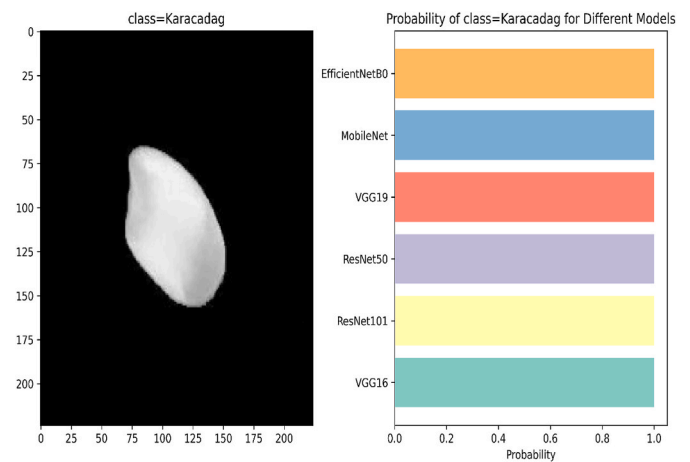 class=Karacadag
0
25
50
75
100
125
150
175
200
0 25 50 75 100 125 150 175 200
Probability of class=Karacadag for Different Models
EfficientNetB0
MobileNet
VGG19
ResNet50
ResNet101
VGG16
0.0 0.2 0.4 0.6 0.8 1.0
Probability